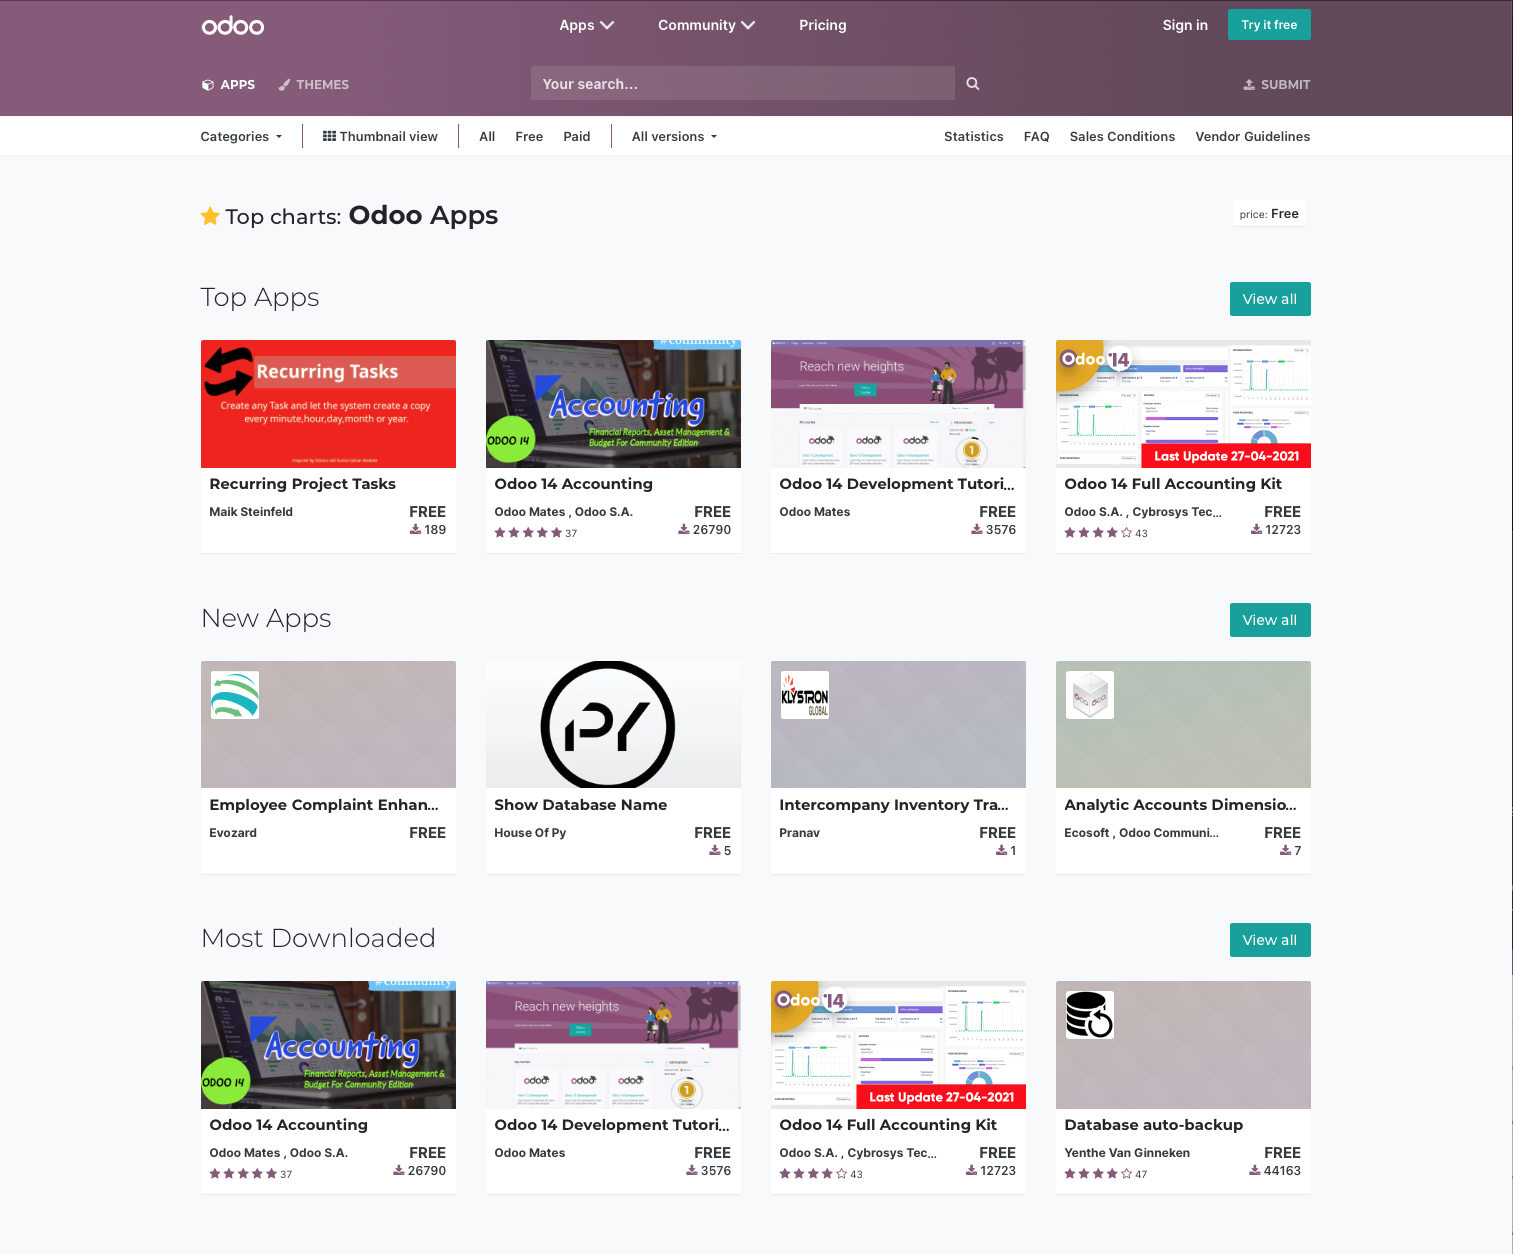 odoo
Apps
Community
Pricing
Sign in
Try it free
APPS
THEMES
Your search...
SUBMIT
Categories
Thumbnail view
All
Free
Paid
All versions
Statistics
FAQ
Sales Conditions
Vendor Guidelines
Top charts: Odoo Apps
price: Free
Top Apps
View all
Recurring Tasks
Create any Task and let the system create a copy
every minute,hour,day,month or year.
Recurring Project Tasks
Maik Steinfeld
FREE
189
#community
Accounting
Financial Reports, Asset Management &
Budget For Community Edition
ODOO 14
Odoo 14 Accounting
Odoo Mates , Odoo S.A.
FREE
37
26790
Reach new heights
odoo odoo odoo
1
Odoo 14 Development Tutori...
Odoo Mates
FREE
3576
Odoo 14
Last Update 27-04-2021
Odoo 14 Full Accounting Kit
Odoo S.A. , Cybrosys Tec...
FREE
43
12723
New Apps
View all
Employee Complaint Enhan...
Evozard
FREE
PY
Show Database Name
House Of Py
FREE
5
KLYSTRON
GLOBAL
Intercompany Inventory Tra...
Pranav
FREE
1
Analytic Accounts Dimensio...
Ecosoft , Odoo Communi...
FREE
7
Most Downloaded
View all
#community
Accounting
Financial Reports, Asset Management &
Budget For Community Edition
ODOO 14
Odoo 14 Accounting
Odoo Mates , Odoo S.A.
FREE
37
26790
Reach new heights
odoo odoo odoo
1
Odoo 14 Development Tutori...
Odoo Mates
FREE
3576
Odoo 14
Last Update 27-04-2021
Odoo 14 Full Accounting Kit
Odoo S.A. , Cybrosys Tec...
FREE
43
12723
Database auto-backup
Yenthe Van Ginneken
FREE
47
44163